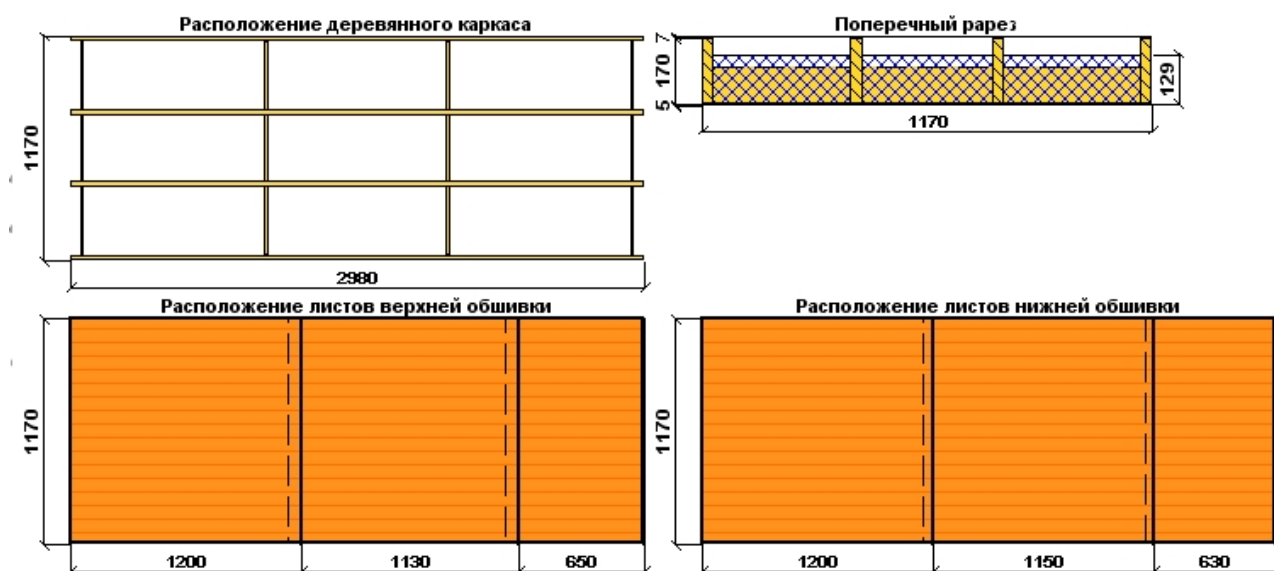 Расположение деревянного каркаса
1170
2980
Поперечный рарез
7
170
5
129
1170
Расположение листов верхней обшивки
1170
1200 1130 650
Расположение листов нижней обшивки
1170
1200 1150 630